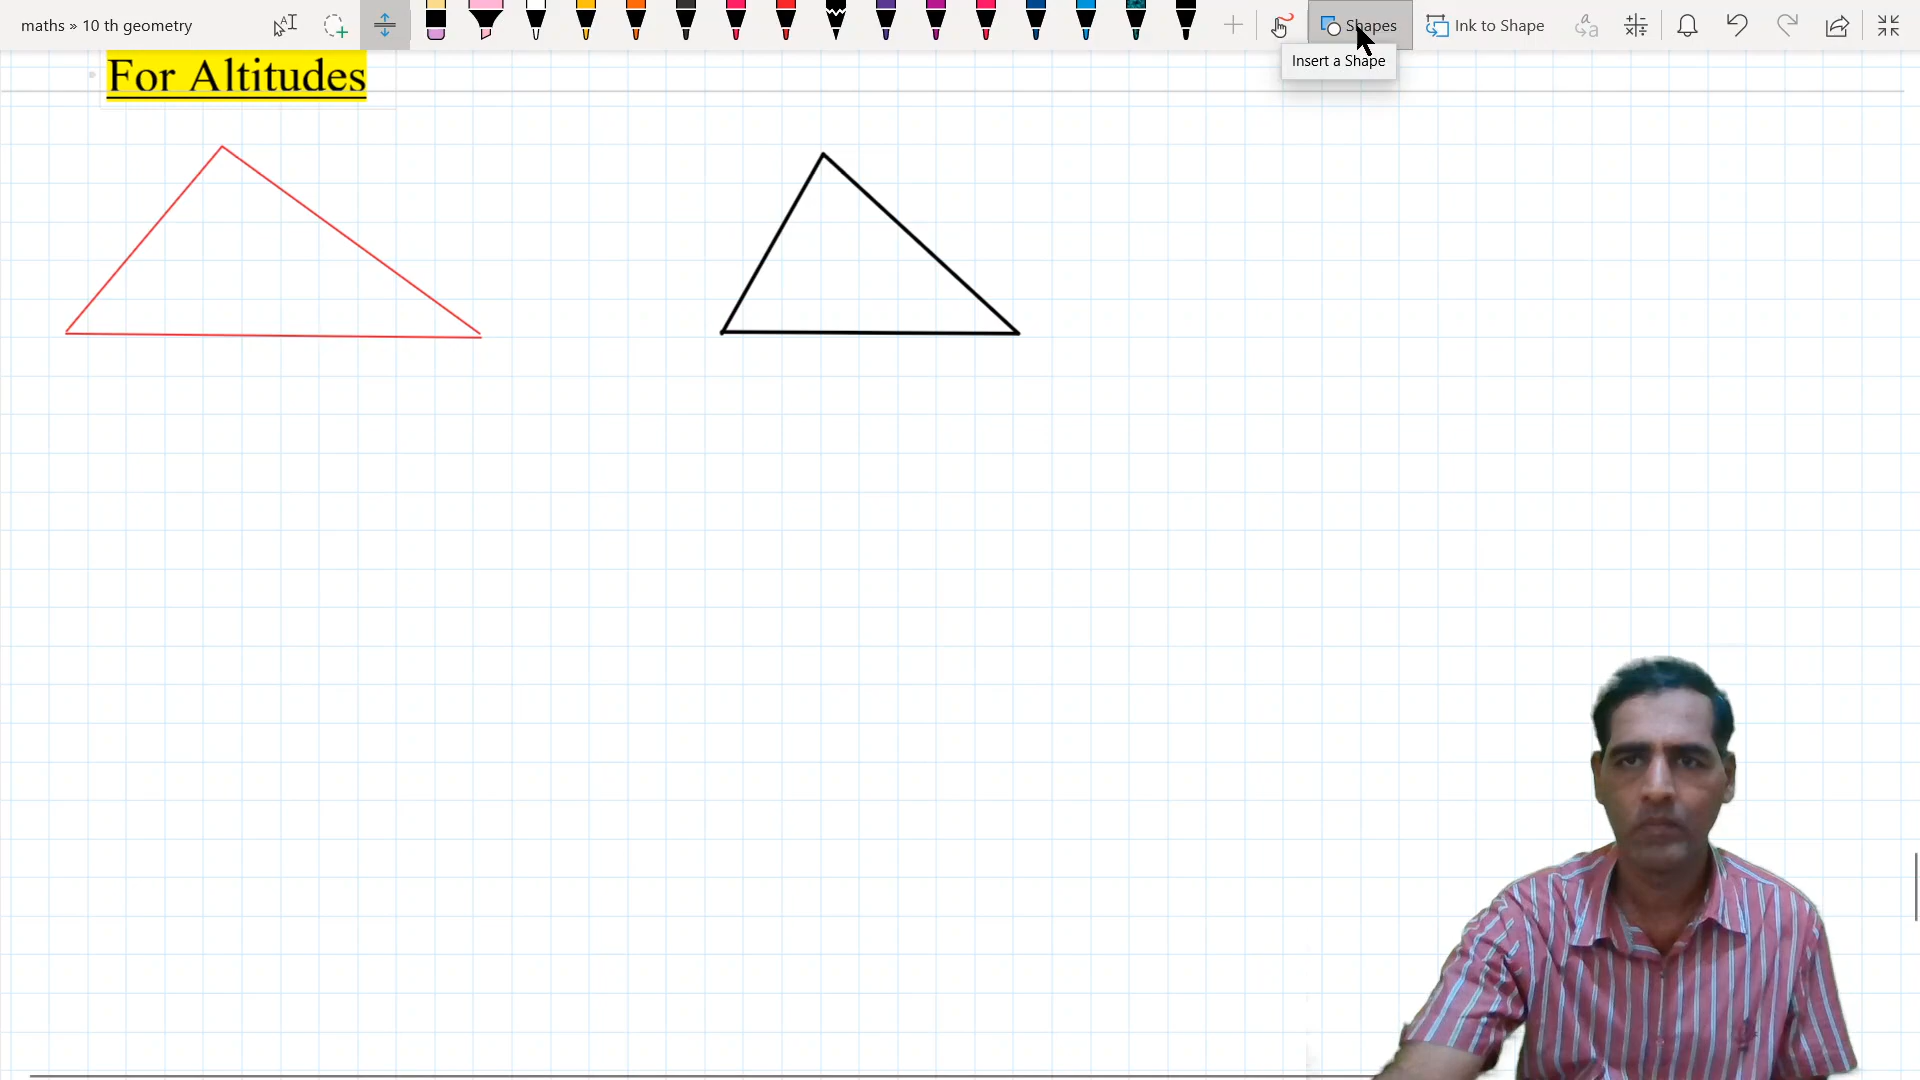 maths » 10 th geometry
Shapes
Ink to Shape
Insert a Shape
For Altitudes